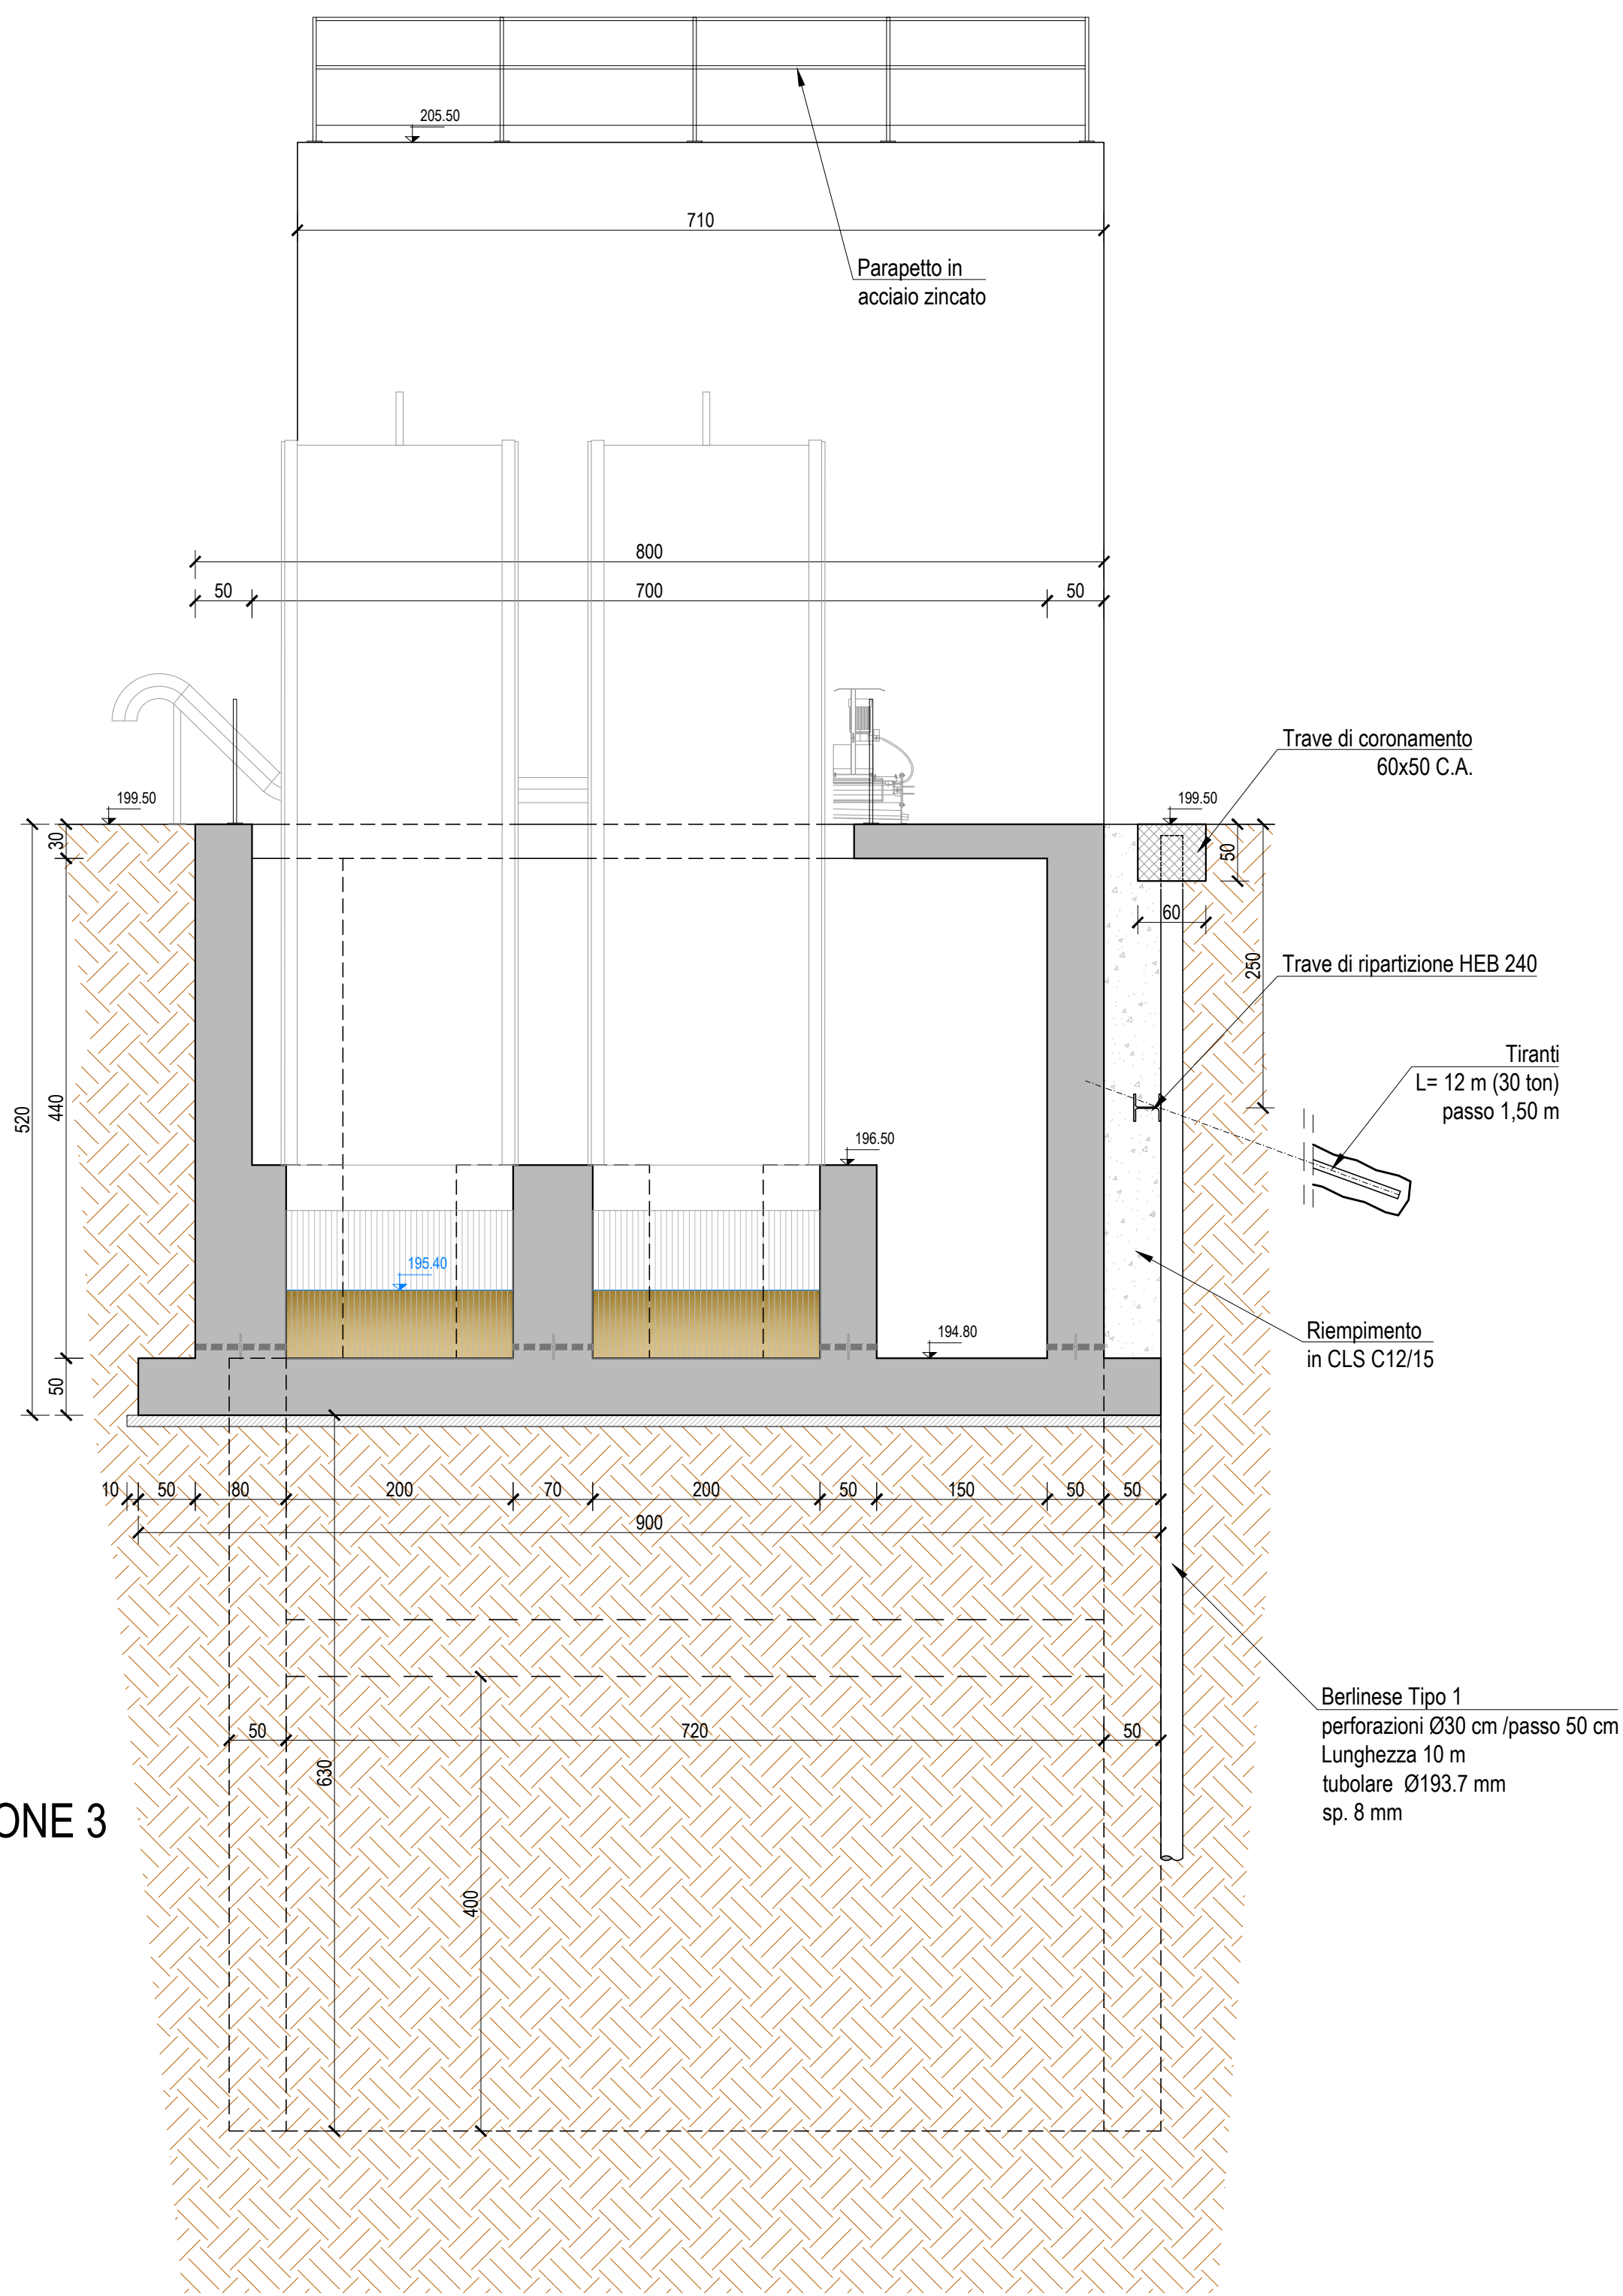 205.50
710
Parapetto in
acciaio zincato
800
50
700
50
Trave di coronamento
60x50 C.A.
199.50
199.50
30
50
60
250
Trave di ripartizione HEB 240
Tiranti
L= 12 m (30 ton)
passo 1,50 m
520
440
196.50
195.40
194.80
Riempimento
in CLS C12/15
50
10
50
80
200
70
200
50
150
50
50
900
Berlinese Tipo 1
perforazioni Ø30 cm /passo 50 cm
Lunghezza 10 m
tubolare Ø193.7 mm
sp. 8 mm
50
720
50
630
ONE 3
400